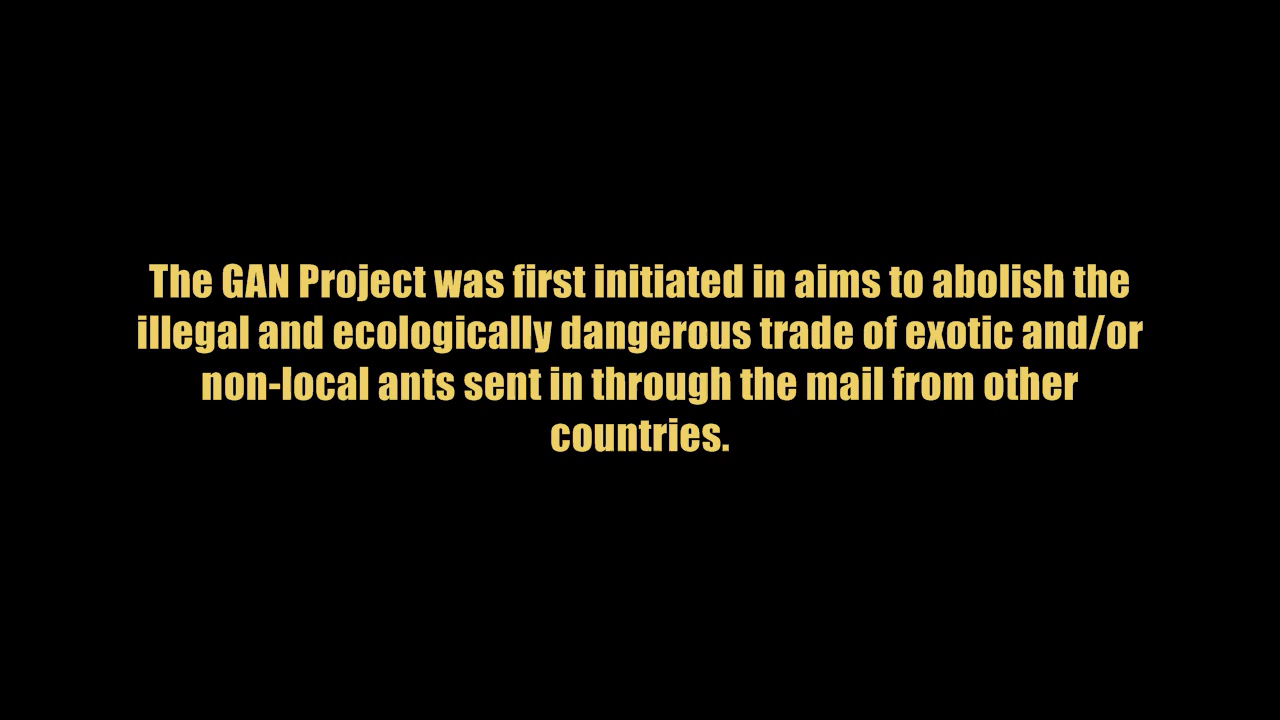 The GAN Project was first initiated in aims to abolish the
illegal and ecologically dangerous trade of exotic and/or
non-local ants sent in through the mail from other
countries.